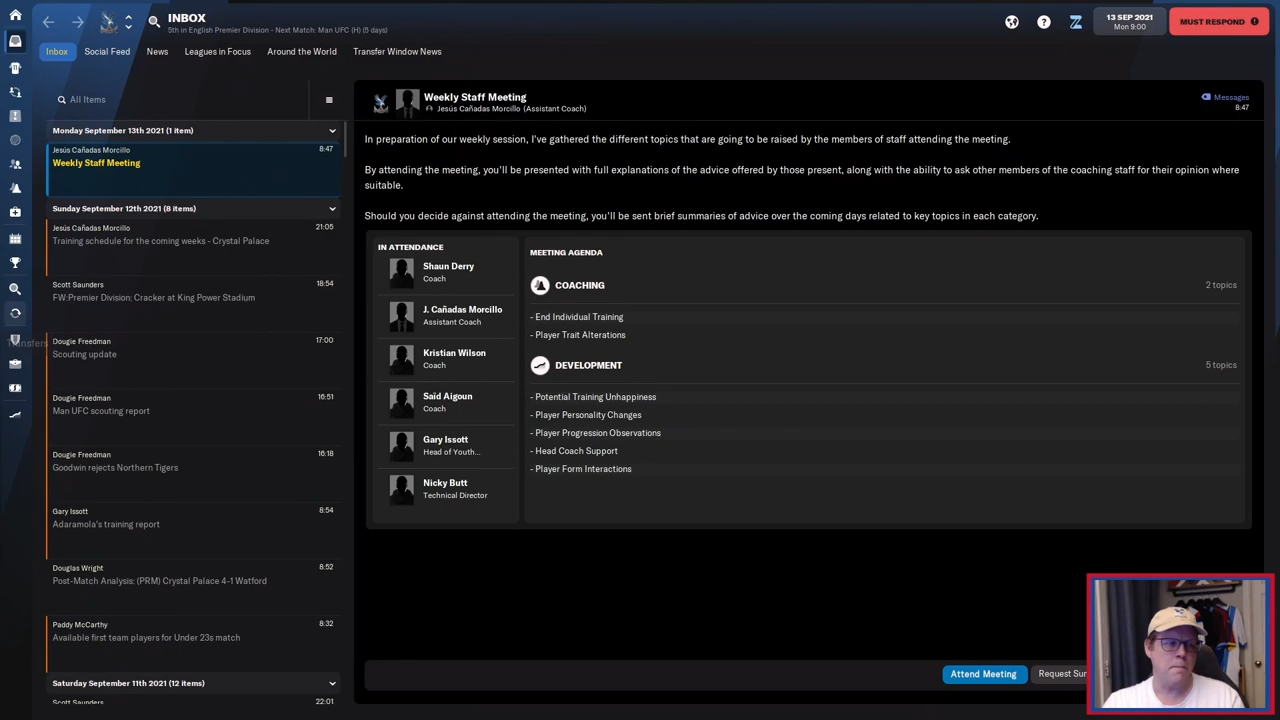 INBOX
5th in English Premier Division - Next Match: Man UFC (H) (5 days)
13 SEP 2021
Mon 9:00
MUST RESPOND
Inbox
Social Feed
News
Leagues in Focus
Around the World
Transfer Window News
All Items
Monday September 13th 2021 (1 item)
Jesús Cañadas Morcillo
8:47
Weekly Staff Meeting
Sunday September 12th 2021 (8 items)
Jesús Cañadas Morcillo
21:05
Training schedule for the coming weeks - Crystal Palace
Scott Saunders
18:54
FW:Premier Division: Cracker at King Power Stadium
Transfers
Dougie Freedman
17:00
Scouting update
Dougie Freedman
16:51
Man UFC scouting report
Dougie Freedman
16:18
Goodwin rejects Northern Tigers
Gary Issott
8:54
Adaramola's training report
Douglas Wright
8:52
Post-Match Analysis: (PRM) Crystal Palace 4-1 Watford
Paddy McCarthy
8:32
Available first team players for Under 23s match
Saturday September 11th 2021 (12 items)
Scott Saunders
22:01
Weekly Staff Meeting
Jesús Cañadas Morcillo (Assistant Coach)
Messages
8:47
In preparation of our weekly session, I've gathered the different topics that are going to be raised by the members of staff attending the meeting.
By attending the meeting, you'll be presented with full explanations of the advice offered by those present, along with the ability to ask other members of the coaching staff for their opinion where
suitable.
Should you decide against attending the meeting, you'll be sent brief summaries of advice over the coming days related to key topics in each category.
IN ATTENDANCE
Shaun Derry
Coach
J. Cañadas Morcillo
Assistant Coach
Kristian Wilson
Coach
Saïd Aigoun
Coach
Gary Issott
Head of Youth...
Nicky Butt
Technical Director
MEETING AGENDA
COACHING
2 topics
- End Individual Training
- Player Trait Alterations
DEVELOPMENT
5 topics
- Potential Training Unhappiness
- Player Personality Changes
- Player Progression Observations
- Head Coach Support
- Player Form Interactions
Attend Meeting
Request Sum